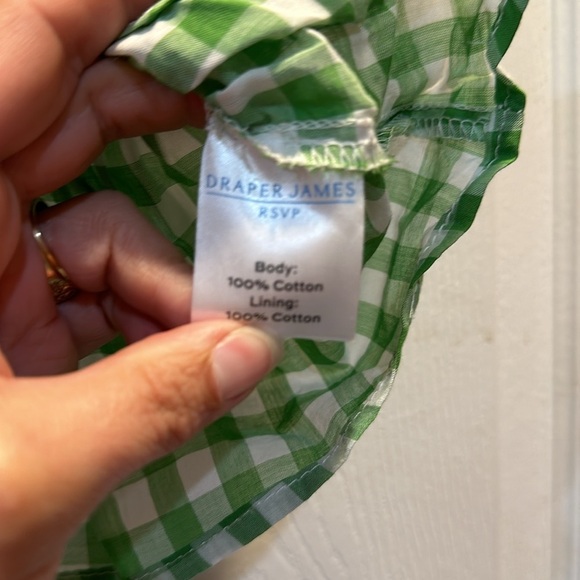 DRAPER JAMES
RSVP
Body:
100% Cotton
Lining:
100% Cotton